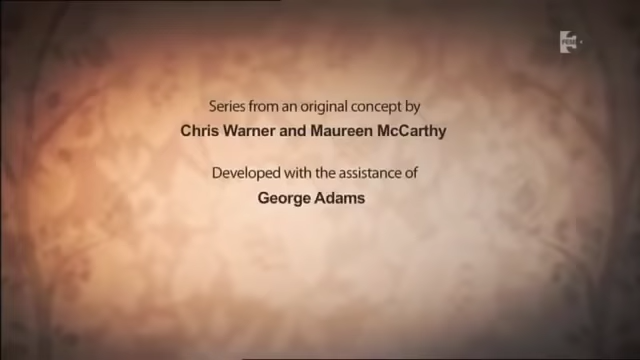 Series from an original concept by
Chris Warner and Maureen McCarthy
Developed with the assistance of
George Adams